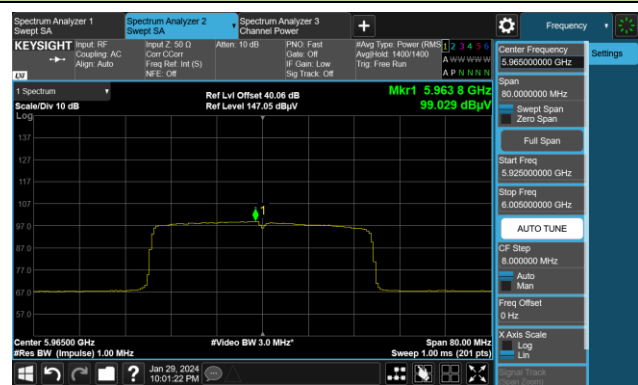 Spectrum Analyzer 1
Swept SA
Spectrum Analyzer 2
Swept SA
Spectrum Analyzer 3
Channel Power
Frequency
KEYSIGHT
Input: RF
Coupling: AC
Align: Auto
Input Z: 50 Ω
Corr CCorr
Freq Ref: Int (S)
NFE: Off
Atten: 10 dB
PNO: Fast
Gate: Off
IF Gain: Low
Sig Track: Off
#Avg Type: Power (RMS
Avg|Hold: 1400/1400
Trig: Free Run
1 2 3 4 5 6
A W W W W W
A P N N N N
LXI
1 Spectrum
Scale/Div 10 dB
Log
Ref Lvl Offset 40.06 dB
Ref Level 147.05 dBµV
Mkr1 5.963 8 GHz
99.029 dBµV
137
127
117
107
97.0
87.0
77.0
67.0
57.0
1
Center 5.96500 GHz
#Res BW (Impulse) 1.00 MHz
#Video BW 3.0 MHz*
Span 80.00 MHz
Sweep 1.00 ms (201 pts)
Jan 29, 2024
10:01:22 PM
Center Frequency
5.965000000 GHz
Span
80.0000000 MHz
Swept Span
Zero Span
Full Span
Start Freq
5.925000000 GHz
Stop Freq
6.005000000 GHz
AUTO TUNE
CF Step
8.000000 MHz
Auto
Man
Freq Offset
0 Hz
X Axis Scale
Log
Lin
Signal Track
(Span Zoom)
Settings